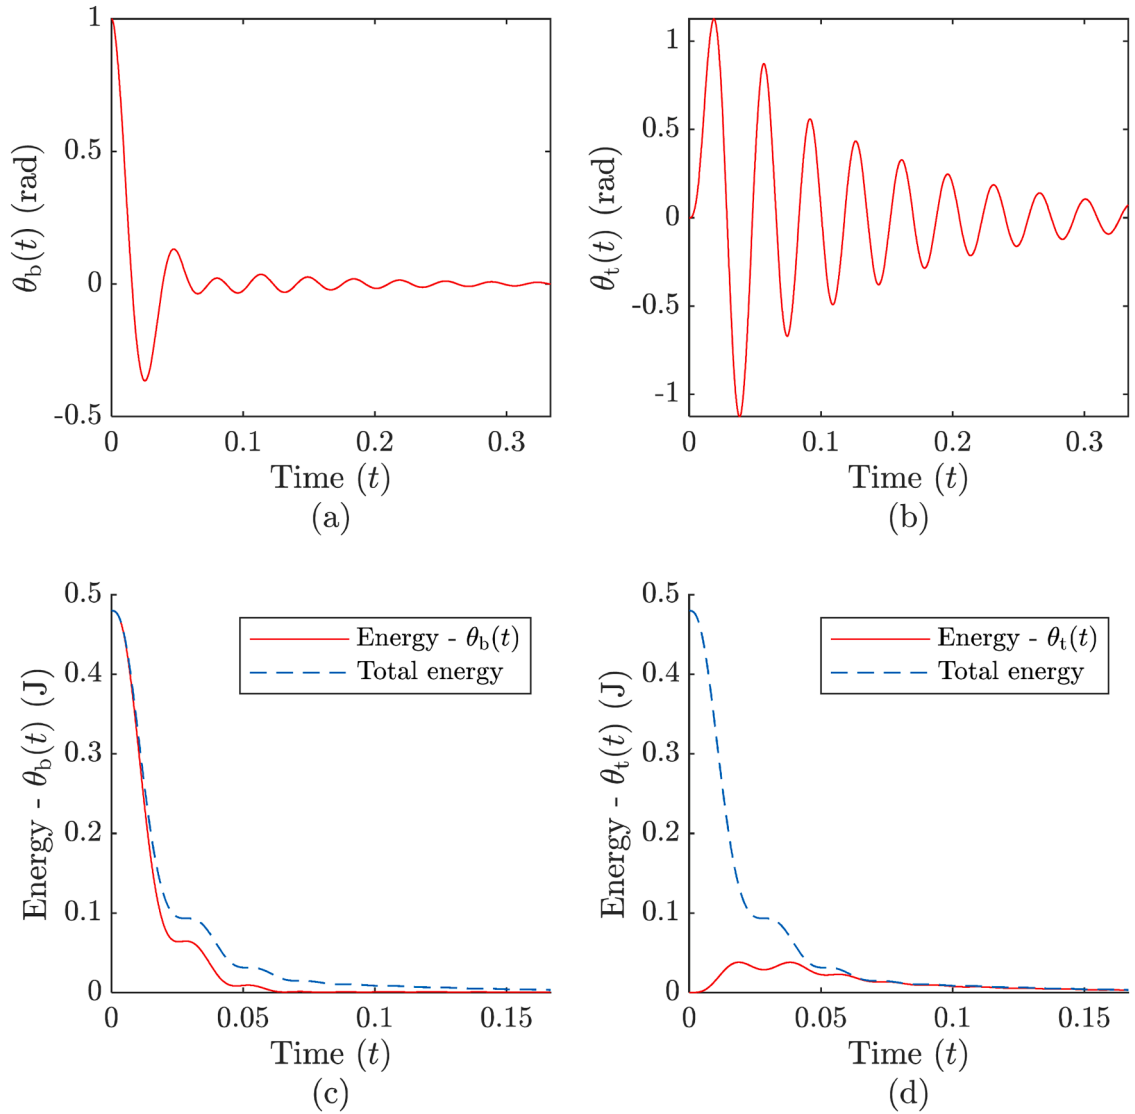 1
0.5
0
-0.5
θb(t) (rad)
0 0.1 0.2 0.3
Time (t)
(a)
1
0.5
0
-0.5
-1
θt(t) (rad)
0 0.1 0.2 0.3
Time (t)
(b)
0.5
0.4
0.3
0.2
0.1
0
Energy - θb(t) (J)
Energy - θb(t)
Total energy
0 0.05 0.1 0.15
Time (t)
(c)
0.5
0.4
0.3
0.2
0.1
0
Energy - θt(t) (J)
Energy - θt(t)
Total energy
0 0.05 0.1 0.15
Time (t)
(d)